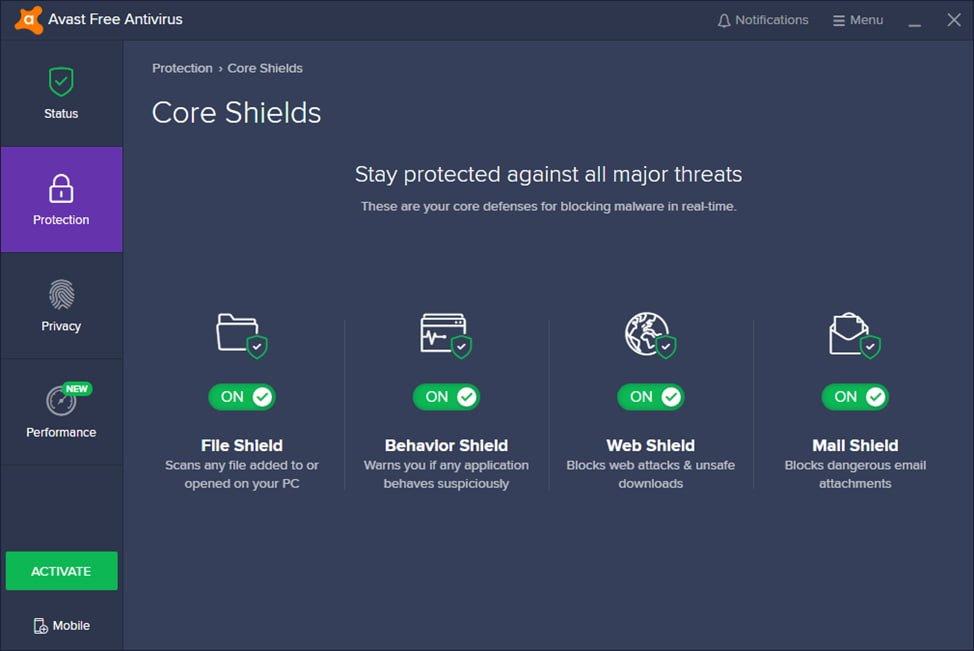 Avast Free Antivirus
Notifications
Menu
Status
Protection
Privacy
NEW
Performance
ACTIVATE
Mobile
Protection › Core Shields
Core Shields
Stay protected against all major threats
These are your core defenses for blocking malware in real-time.
ON
File Shield
Scans any file added to or
opened on your PC
ON
Behavior Shield
Warns you if any application
behaves suspiciously
ON
Web Shield
Blocks web attacks & unsafe
downloads
ON
Mail Shield
Blocks dangerous email
attachments